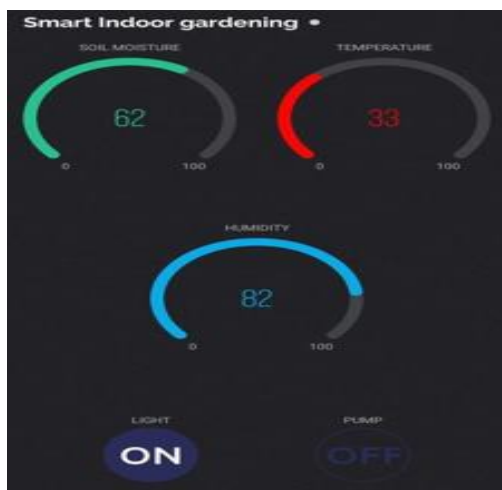 Smart Indoor gardening
SOIL MOISTURE
TEMPERATURE
62
33
0
100
0
100
HUMIDITY
82
0
100
LIGHT
PUMP
ON
OFF